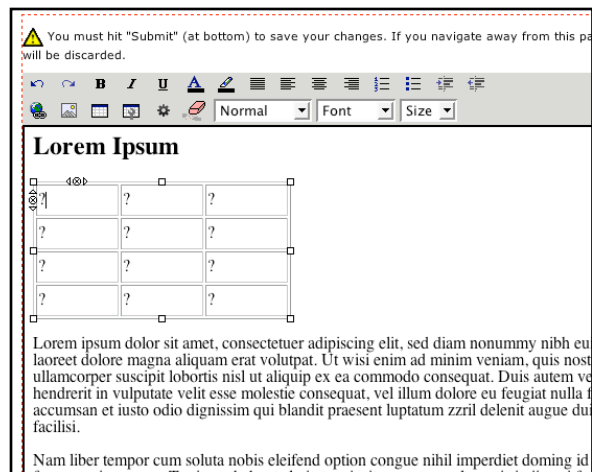 You must hit "Submit" (at bottom) to save your changes. If you navigate away from this
will be discarded.
B I U A
Normal Font Size
Lorem Ipsum
? ? ?
? ? ?
? ? ?
? ? ?
Lorem ipsum dolor sit amet, consectetuer adipiscing elit, sed diam nonummy nibh
laoreet dolore magna aliquam erat volutpat. Ut wisi enim ad minim veniam, quis
ullamcorper suscipit lobortis nisl ut aliquip ex ea commodo consequat. Duis autem
hendrerit in vulputate velit esse molestie consequat, vel illum dolore eu feugiat nulla
accumsan et iusto odio dignissim qui blandit praesent luptatum zzril delenit augue
facilisi.
Nam liber tempor cum soluta nobis eleifend option congue nihil imperdiet doming id